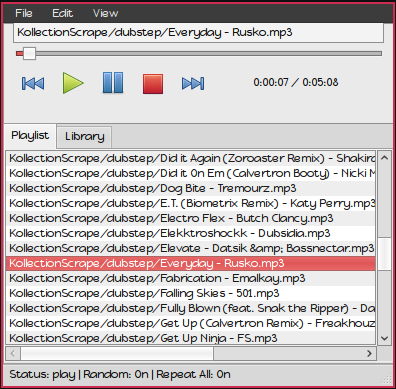 File Edit View
KollectionScrape/dubstep/Everyday - Rusko.mp3
0:00:07 / 0:05:08
Playlist Library
KollectionScrape/dubstep/Did it Again (Zoroaster Remix) - Shakira
KollectionScrape/dubstep/Did it On Em (Calvertron Booty) - Nicki M
KollectionScrape/dubstep/Dog Bite - Tremourz.mp3
KollectionScrape/dubstep/E.T. (Biometrix Remix) - Katy Perry.mp3
KollectionScrape/dubstep/Electro Flex - Butch Clancy.mp3
KollectionScrape/dubstep/Elekktroshockk - Dubsidia.mp3
KollectionScrape/dubstep/Elevate - Datsik &amp; Bassnectar.mp3
KollectionScrape/dubstep/Everyday - Rusko.mp3
KollectionScrape/dubstep/Fabrication - Emalkay.mp3
KollectionScrape/dubstep/Falling Skies - 501.mp3
KollectionScrape/dubstep/Fully Blown (feat. Snak the Ripper) - Da
KollectionScrape/dubstep/Get Up (Calvertron Remix) - Freakhouz
KollectionScrape/dubstep/Get Up Ninja - FS.mp3
Status: play | Random: On | Repeat All: On